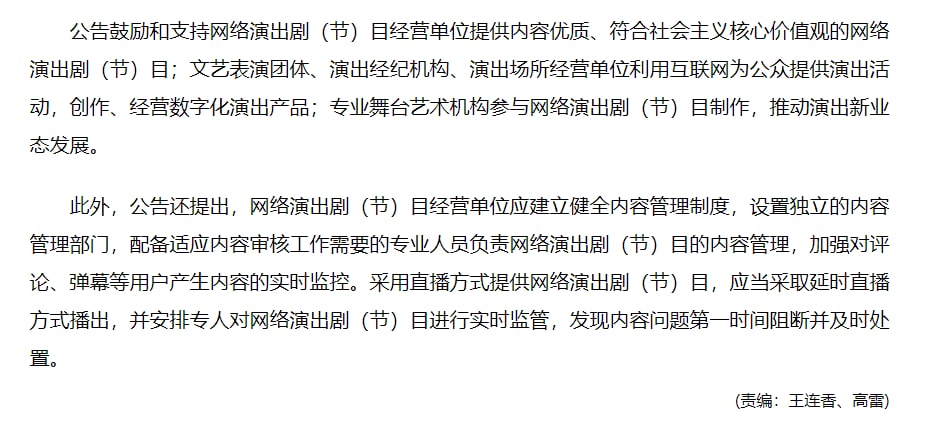 公告鼓励和支持网络演出剧（节）目经营单位提供内容优质、符合社会主义核心价值观的网络
演出剧（节）目；文艺表演团体、演出经纪机构、演出场所经营单位利用互联网为公众提供演出活
动，创作、经营数字化演出产品；专业舞台艺术机构参与网络演出剧（节）目制作，推动演出新业
态发展。
此外，公告还提出，网络演出剧（节）目经营单位应建立健全内容管理制度，设置独立的内容
管理部门，配备适应内容审核工作需要的专业人员负责网络演出剧（节）目的内容管理，加强对评
论、弹幕等用户产生内容的实时监控。采用直播方式提供网络演出剧（节）目，应当采取延时直播
方式播出，并安排专人对网络演出剧（节）目进行实时监管，发现内容问题第一时间阻断并及时处
置。
(责编：王连香、高雷)